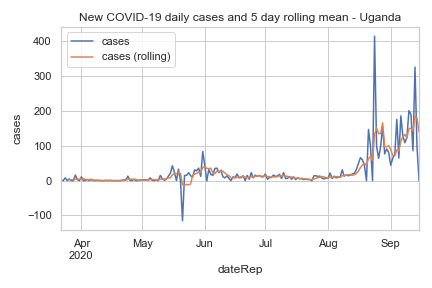 New COVID-19 daily cases and 5 day rolling mean - Uganda
cases
cases (rolling)
400
300
200
100
0
−100
cases
Apr
2020
May
Jun
Jul
Aug
Sep
dateRep